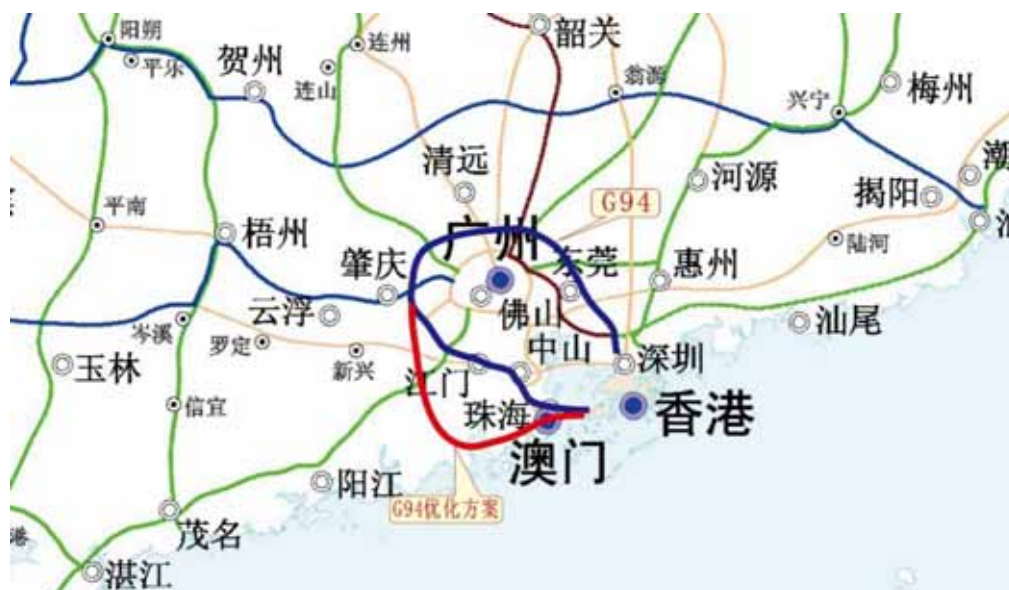 阳朔
平乐
贺州
连州
连山
韶关
翁源
兴宁
梅州
清远
河源
揭阳
G94
平南
梧州
肇庆
广州
东莞
惠州
陆河
云浮
佛山
汕尾
岑溪
罗定
新兴
中山
深圳
玉林
江门
信宜
珠海
香港
澳门
阳江
G94优化方案
茂名
港
湛江